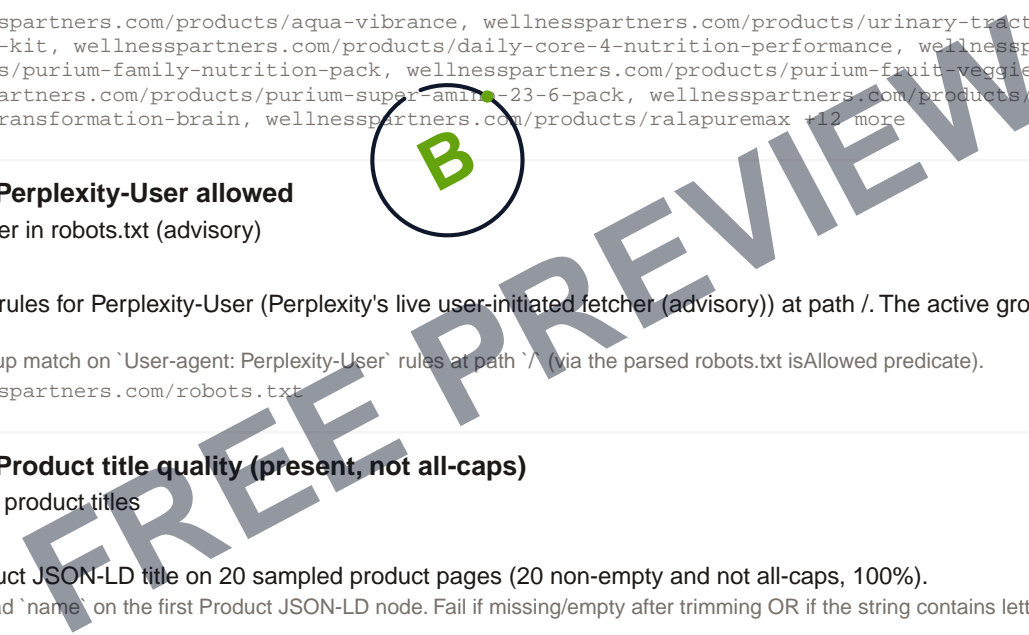 spartners.com/products/aqua-vibrance, wellnesspartners.com/products/urinary-tract
-kit, wellnesspartners.com/products/daily-core-4-nutrition-performance, wellnessp
s/purium-family-nutrition-pack, wellnesspartners.com/products/purium-fruit-veggie
artners.com/products/purium-super-amino-23-6-pack, wellnesspartners.com/products/
ransformation-brain, wellnesspartners.com/products/ralapuremax +12 more
B
Perplexity-User allowed
er in robots.txt (advisory)
rules for Perplexity-User (Perplexity's live user-initiated fetcher (advisory)) at path /. The active gro
up match on `User-agent: Perplexity-User` rules at path `/` (via the parsed robots.txt isAllowed predicate).
spartners.com/robots.txt
Product title quality (present, not all-caps)
product titles
uct JSON-LD title on 20 sampled product pages (20 non-empty and not all-caps, 100%).
ad `name` on the first Product JSON-LD node. Fail if missing/empty after trimming OR if the string contains lett
FREE PREVIEW